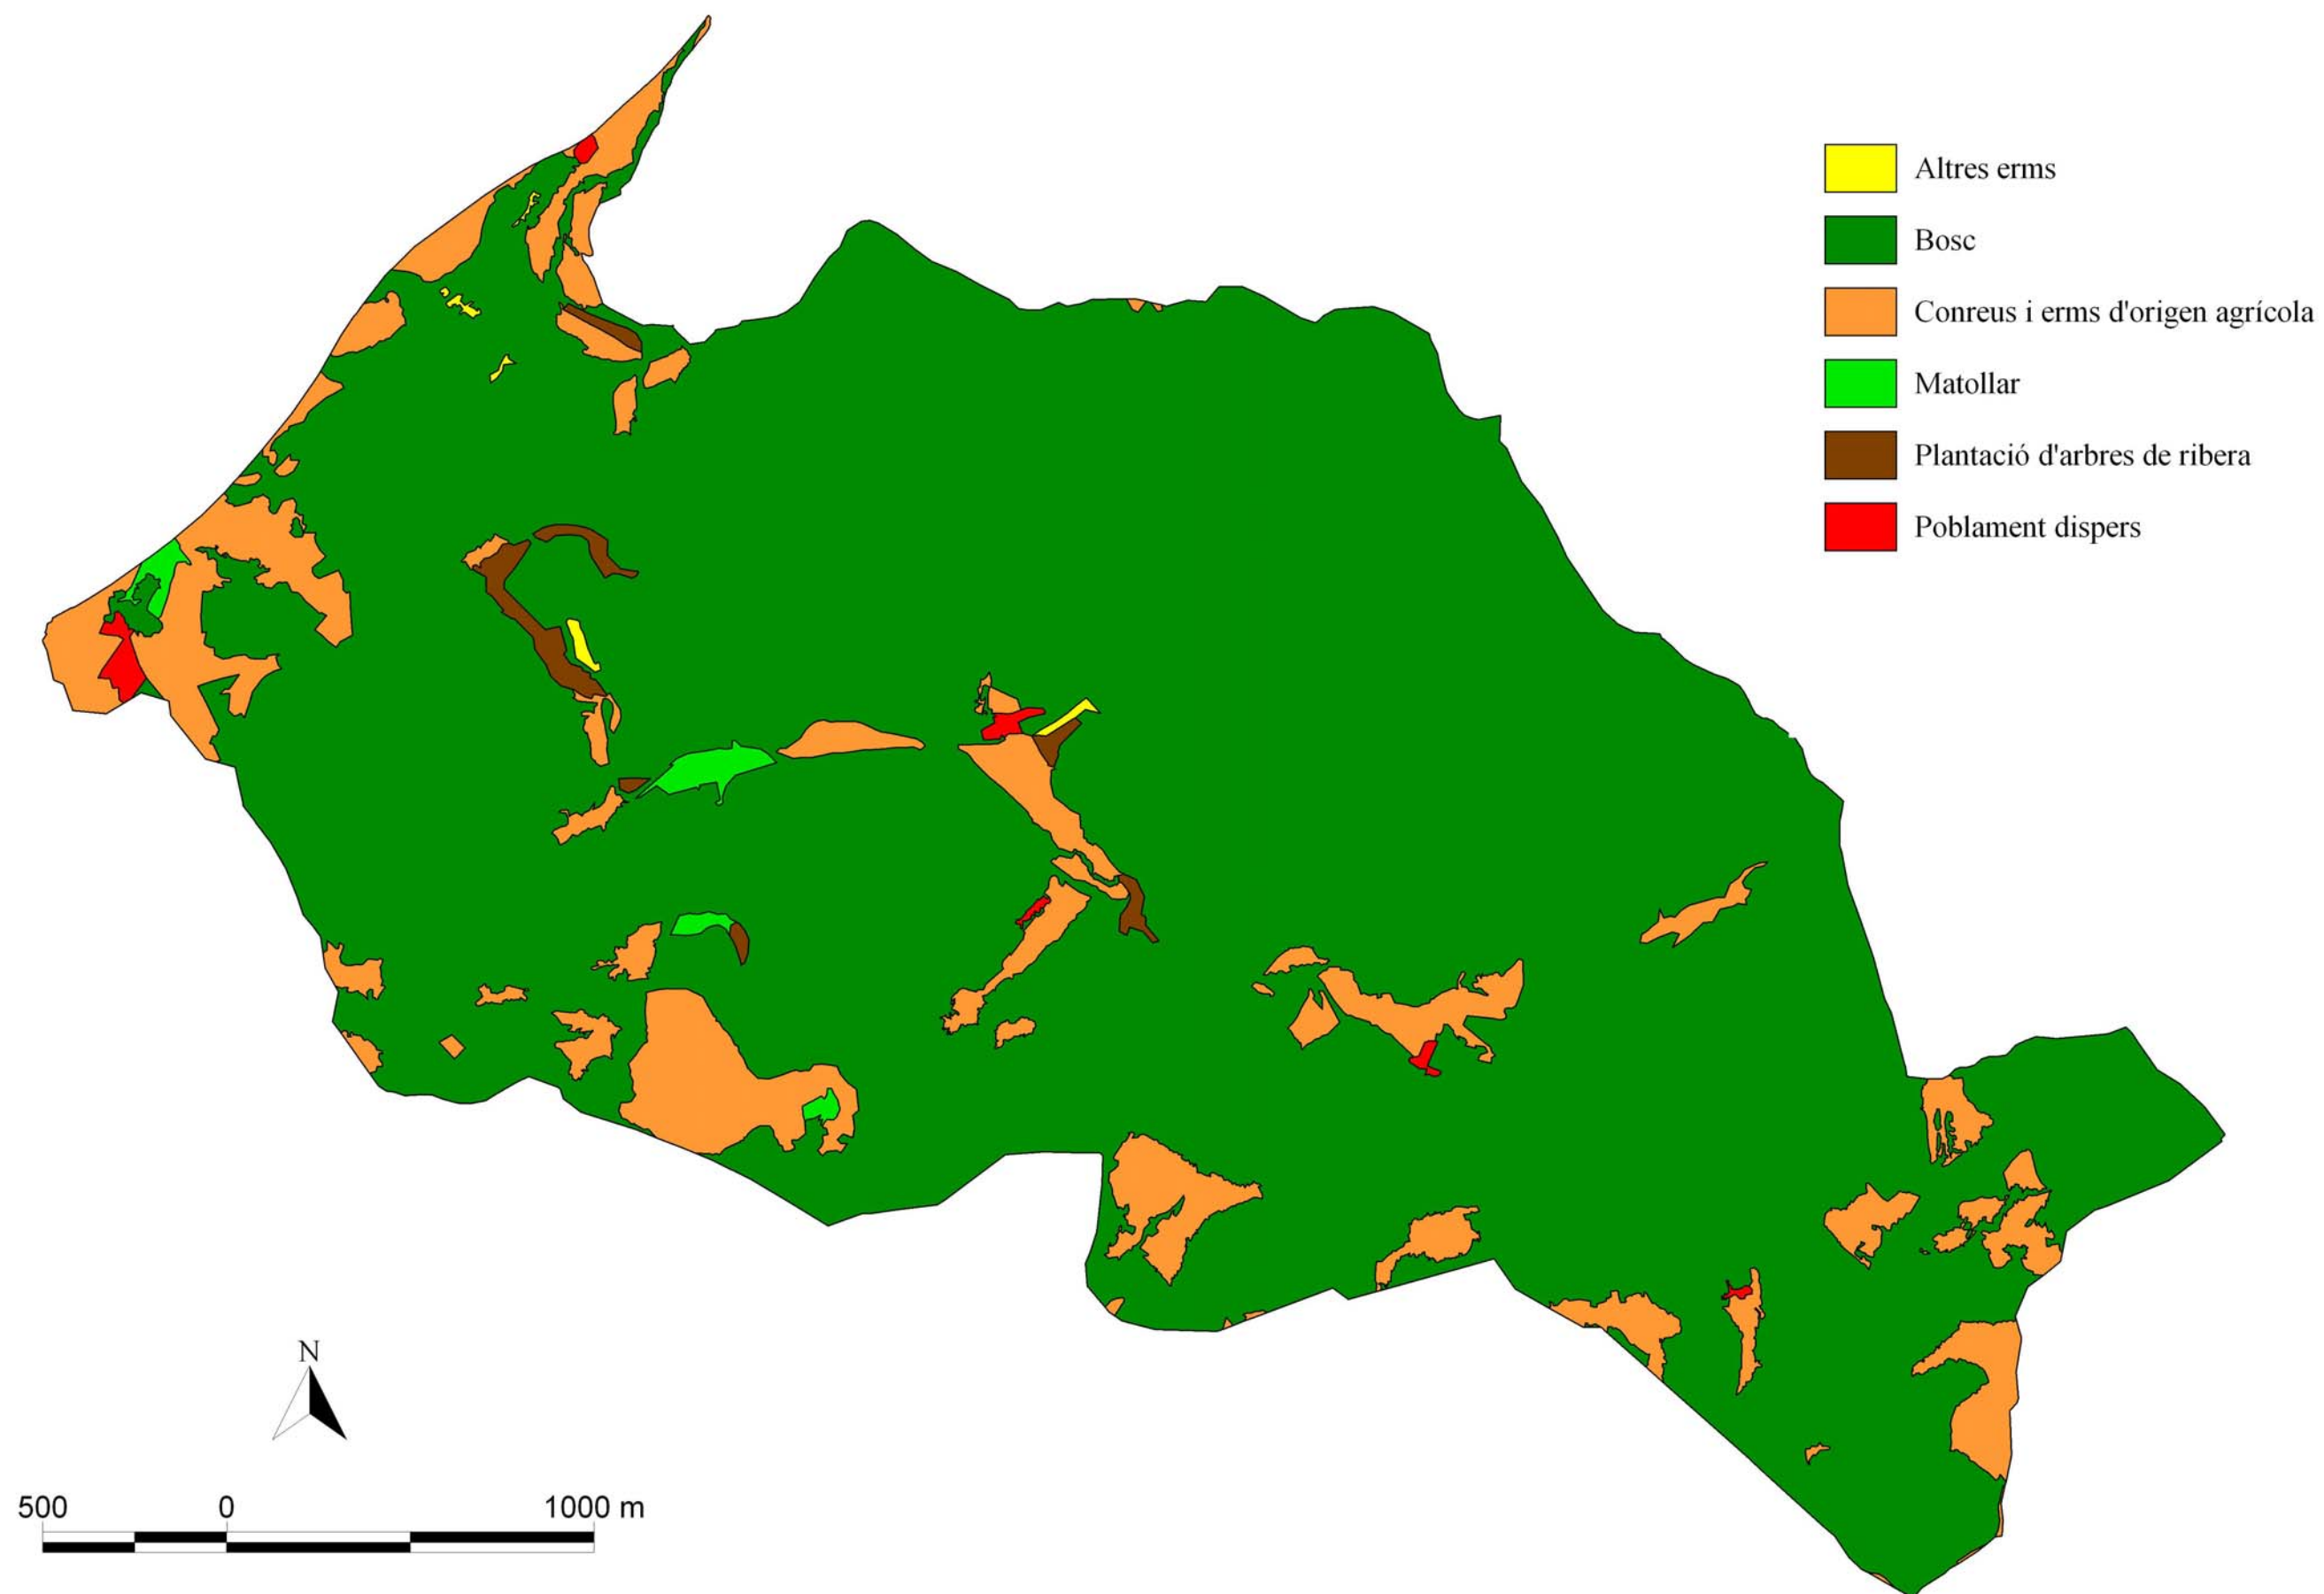 Altres erms
Bosc
Conreus i erms d'origen agrícola
Matollar
Plantació d'arbres de ribera
Poblament dispers
N
500 0 1000 m